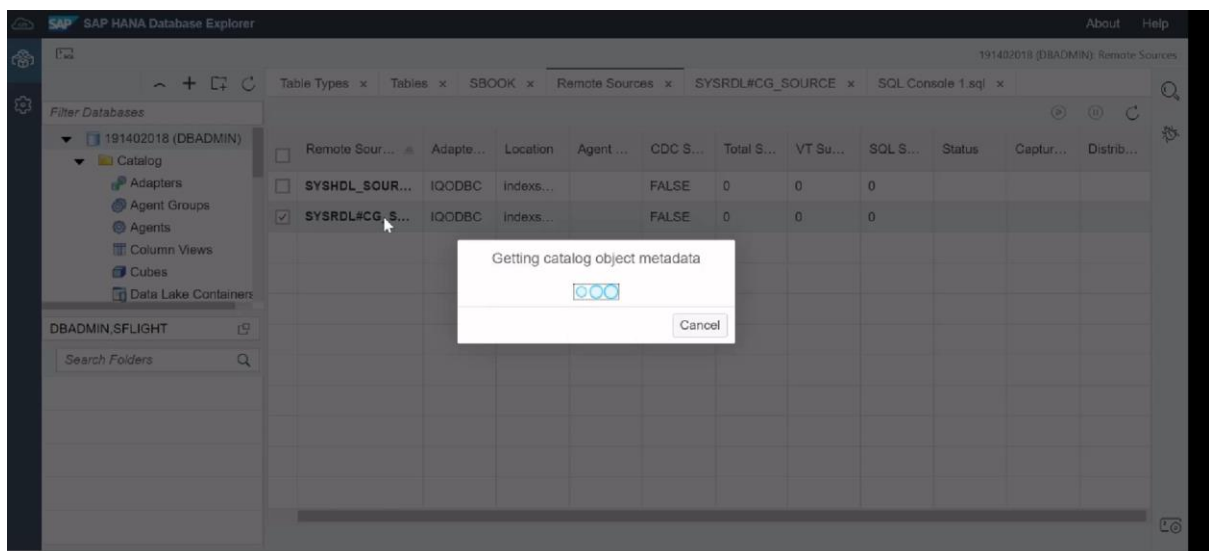 SAP SAP HANA Database Explorer About Help
191402018 (DBADMIN): Remote Sources
Table Types x Tables x SBOOK x Remote Sources x SYSRDL#CG_SOURCE x SQL Console 1.sql x
Filter Databases
191402018 (DBADMIN)
Catalog
Adapters
Agent Groups
Agents
Column Views
Cubes
Data Lake Containers
DBADMIN,SFLIGHT
Search Folders
Remote Sour... Adapte... Location Agent ... CDC S... Total S... VT Su... SQL S... Status Captur... Distrib...
SYSHDL_SOUR... IQODBC indexs... FALSE 0 0 0
SYSRDL#CG_S... IQODBC indexs... FALSE 0 0 0
Getting catalog object metadata
Cancel